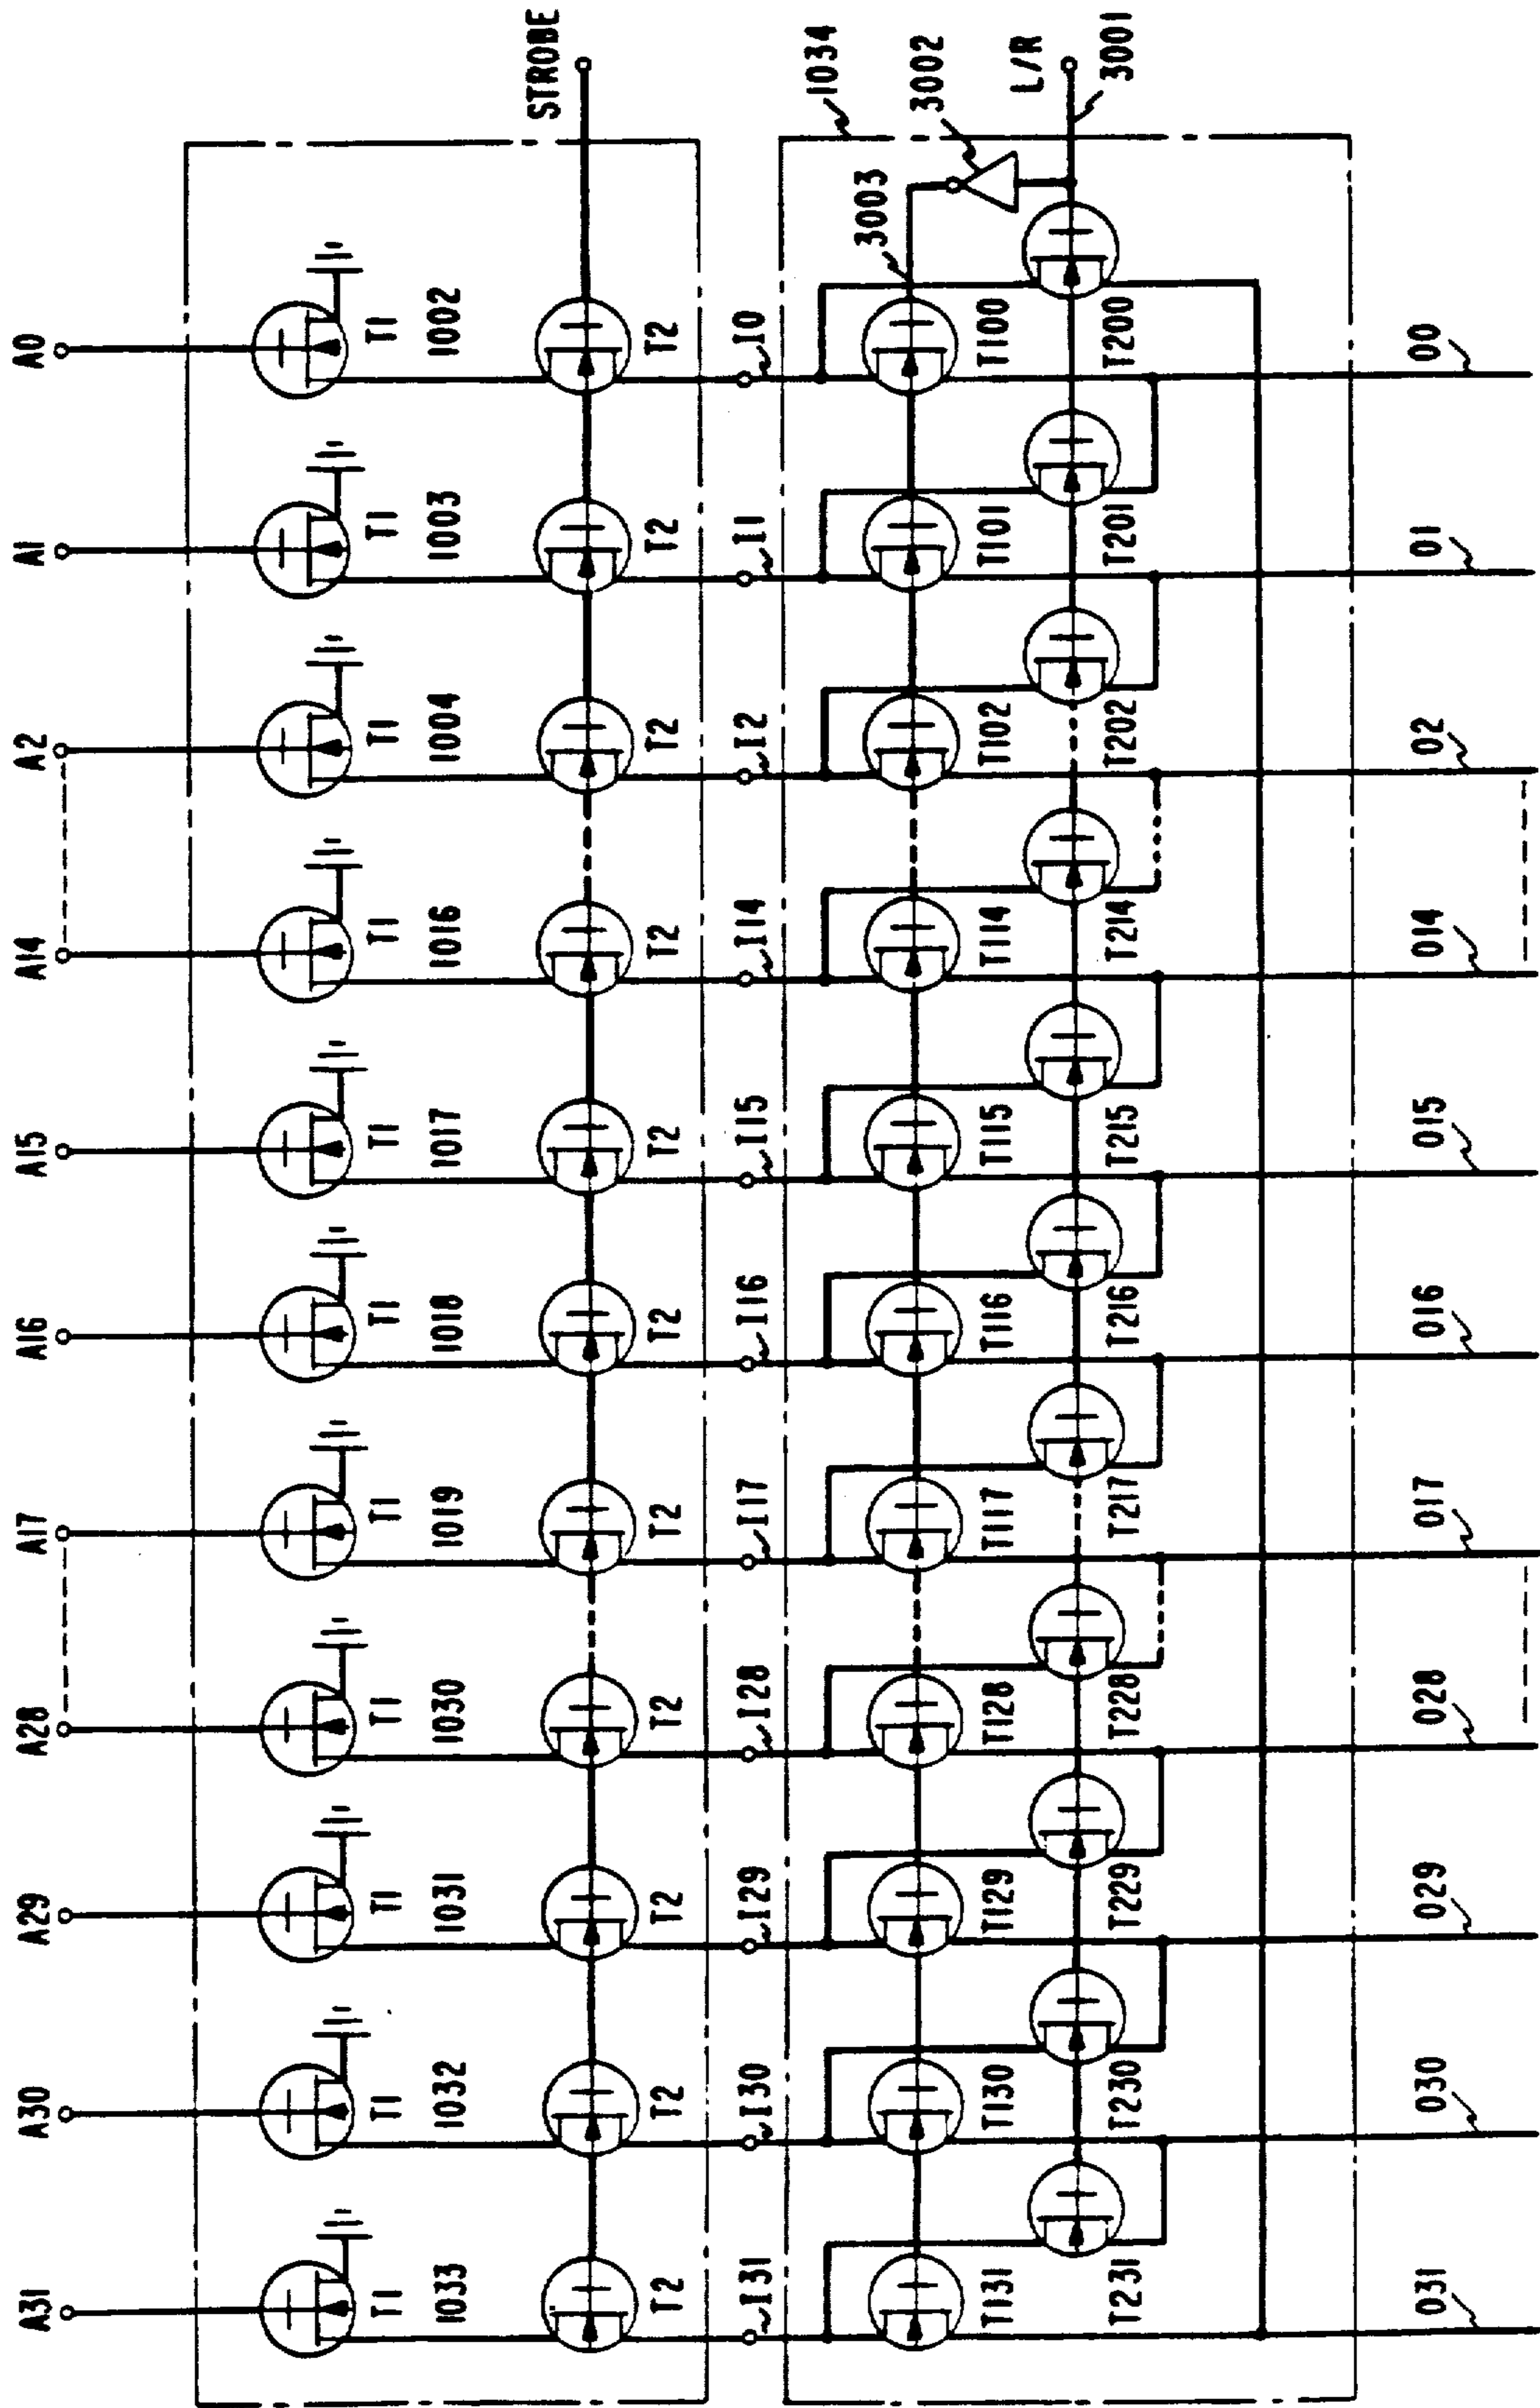 A31 A30 A29 A28 A17 A16 A15 A14 A2 A1 A0
T1 T1 T1 T1 T1 T1 T1 T1 T1 T1 T1
1033 1032 1031 1030 1019 1018 1017 1016 1004 1003 1002
STROBE
T2 T2 T2 T2 T2 T2 T2 T2 T2 T2 T2
I31 I30 I29 I28 I17 I16 I15 I14 I2 I1 I0
1034
3003
3002
T131 T130 T129 T128 T117 T116 T115 T114 T102 T101 T100
L/R
T231 T230 T229 T228 T217 T216 T215 T214 T202 T201 T200
3001
O31 O30 O29 O28 O17 O16 O15 O14 O2 O1 O0